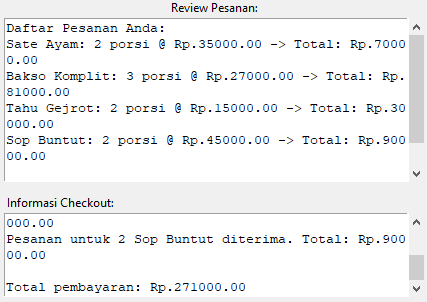 Review Pesanan:
Daftar Pesanan Anda:
Sate Ayam: 2 porsi @ Rp.35000.00 -> Total: Rp.7000
0.00
Bakso Komplit: 3 porsi @ Rp.27000.00 -> Total: Rp.
81000.00
Tahu Gejrot: 2 porsi @ Rp.15000.00 -> Total: Rp.30
000.00
Sop Buntut: 2 porsi @ Rp.45000.00 -> Total: Rp.900
00.00
Informasi Checkout:
000.00
Pesanan untuk 2 Sop Buntut diterima. Total: Rp.900
00.00
Total pembayaran: Rp.271000.00